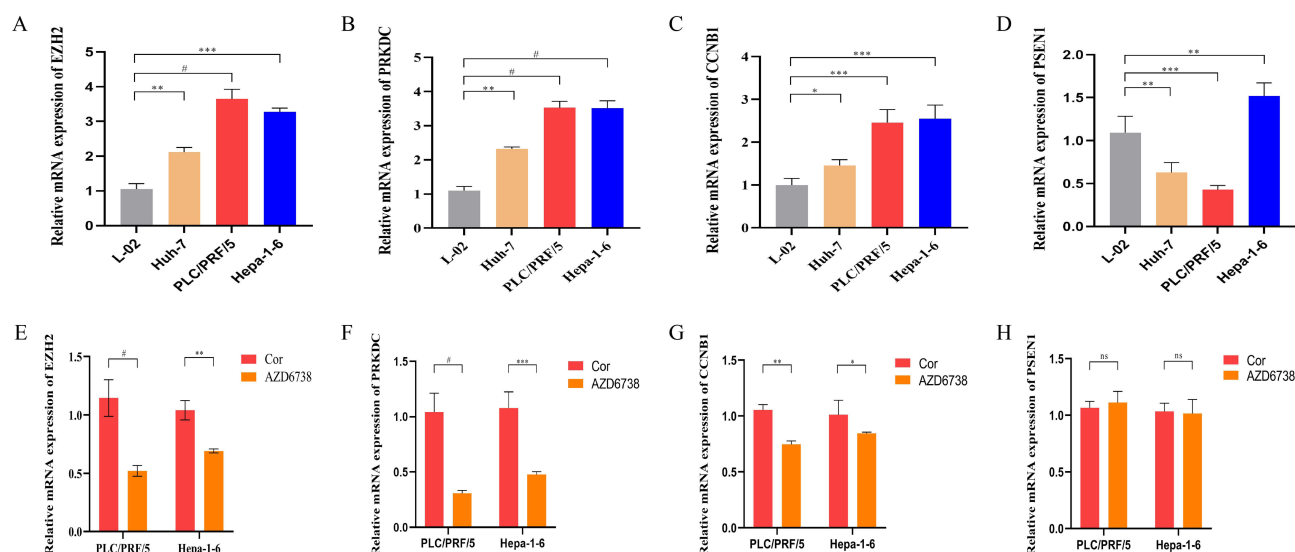 A
Relative mRNA expression of EZH2
5
4
3
2
1
0
***
#
**
L-02
Huh-7
PLC/PRF/5
Hepa-1-6
B
Relative mRNA expression of PRKDC
5
4
3
2
1
0
#
#
**
L-02
Huh-7
PLC/PRF/5
Hepa-1-6
C
Relative mRNA expression of CCNB1
4
3
2
1
0
***
***
*
L-02
Huh-7
PLC/PRF/5
Hepa-1-6
D
Relative mRNA expression of PSEN1
2.0
1.5
1.0
0.5
0.0
**
***
**
L-02
Huh-7
PLC/PRF/5
Hepa-1-6
E
Relative mRNA expression of EZH2
1.5
1.0
0.5
0.0
#
**
PLC/PRF/5
Hepa-1-6
Cor
AZD6738
F
Relative mRNA expression of PRKDC
1.5
1.0
0.5
0.0
#
***
PLC/PRF/5
Hepa-1-6
Cor
AZD6738
G
Relative mRNA expression of CCNB1
1.5
1.0
0.5
0.0
**
*
PLC/PRF/5
Hepa-1-6
Cor
AZD6738
H
Relative mRNA expression of PSEN1
1.5
1.0
0.5
0.0
ns
ns
PLC/PRF/5
Hepa-1-6
Cor
AZD6738